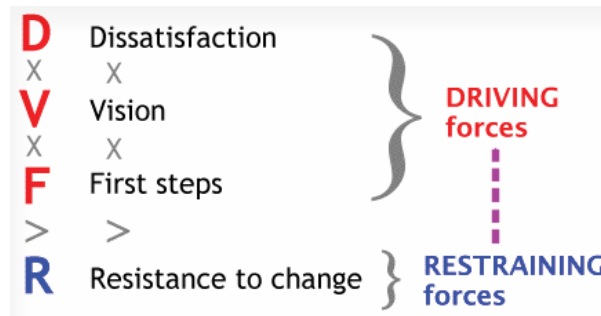 D Dissatisfaction
X X
V Vision
X X
F First steps
> >
R Resistance to change
DRIVING
forces
RESTRAINING
forces